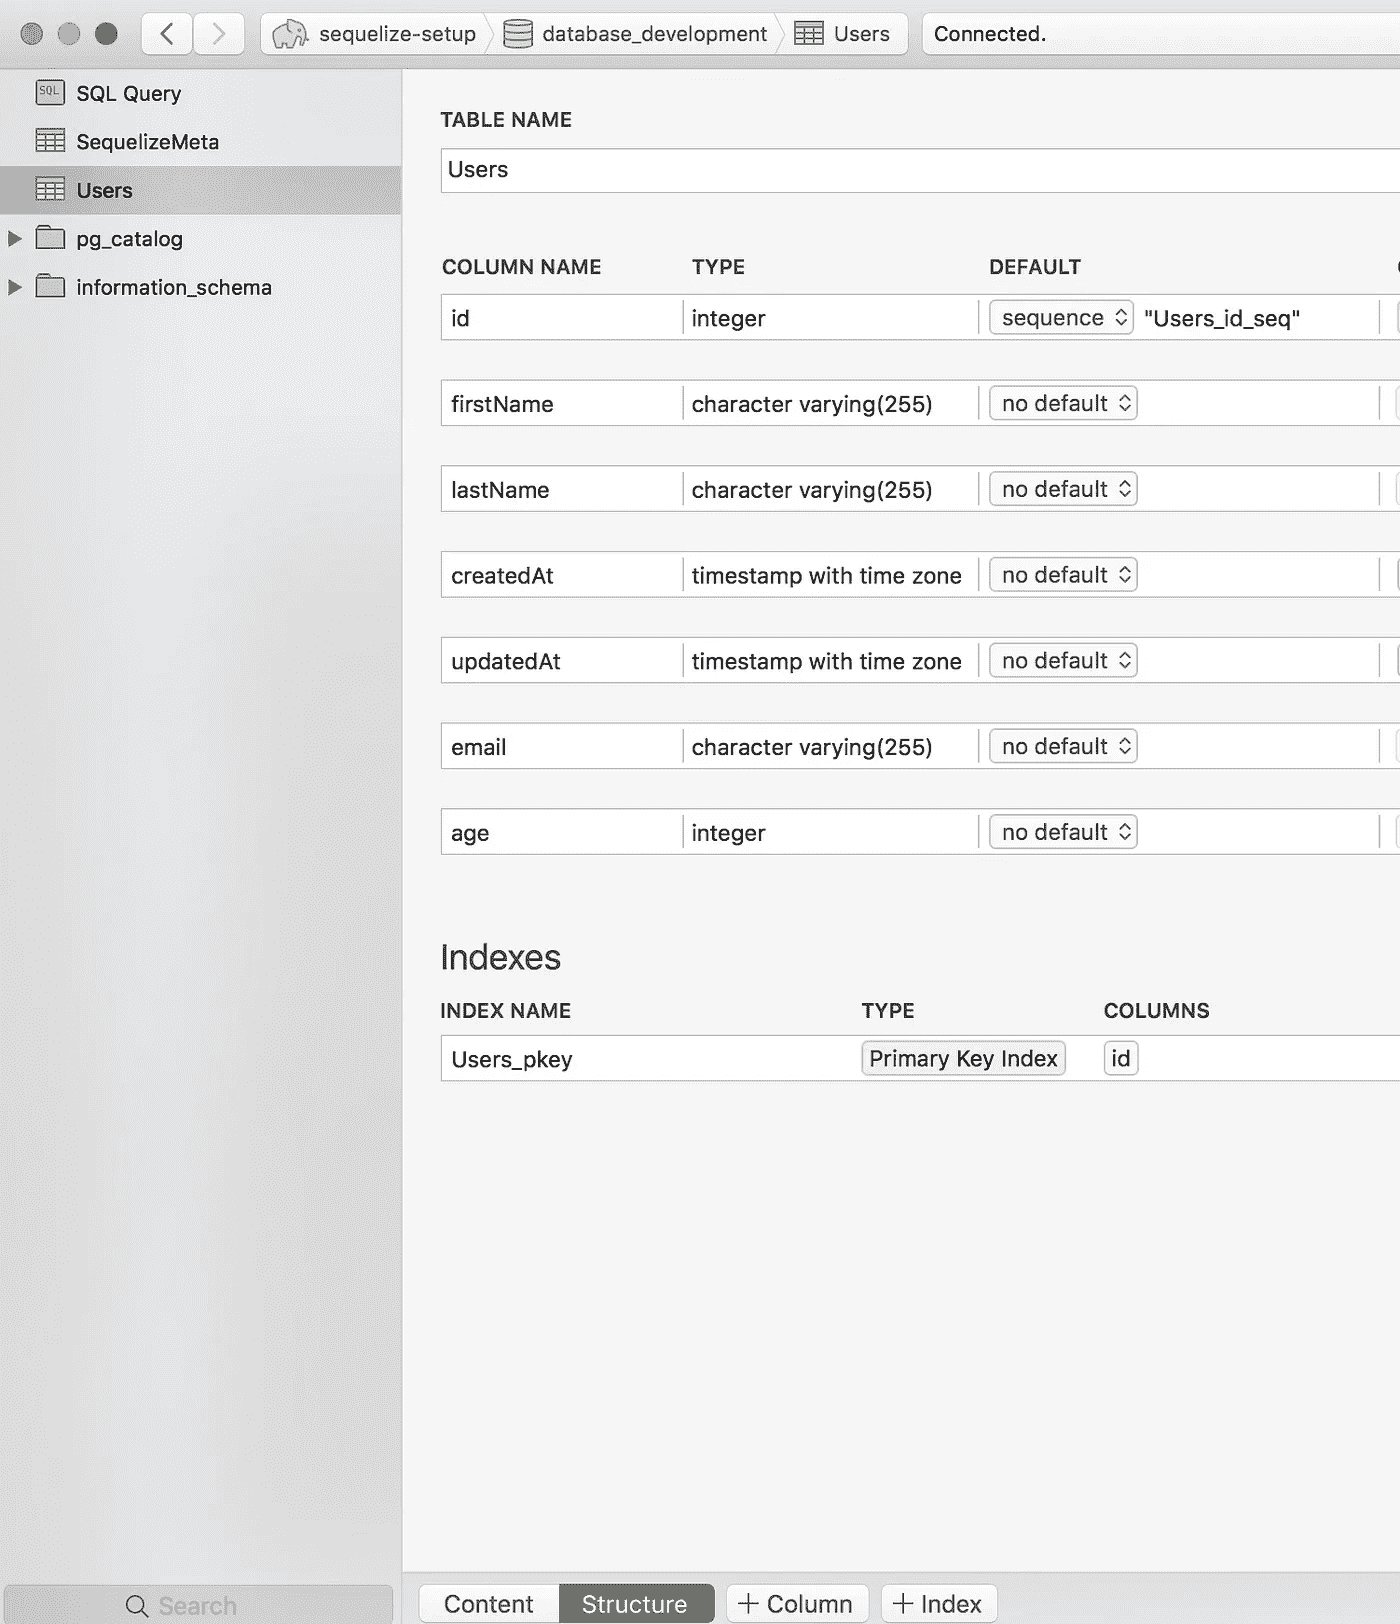 sequelize-setup database_development Users Connected.
SQL SQL Query
SequelizeMeta
Users
pg_catalog
information_schema
TABLE NAME
Users
COLUMN NAME TYPE DEFAULT
id integer sequence "Users_id_seq"
firstName character varying(255) no default
lastName character varying(255) no default
createdAt timestamp with time zone no default
updatedAt timestamp with time zone no default
email character varying(255) no default
age integer no default
Indexes
INDEX NAME TYPE COLUMNS
Users_pkey Primary Key Index id
Search Content Structure + Column + Index